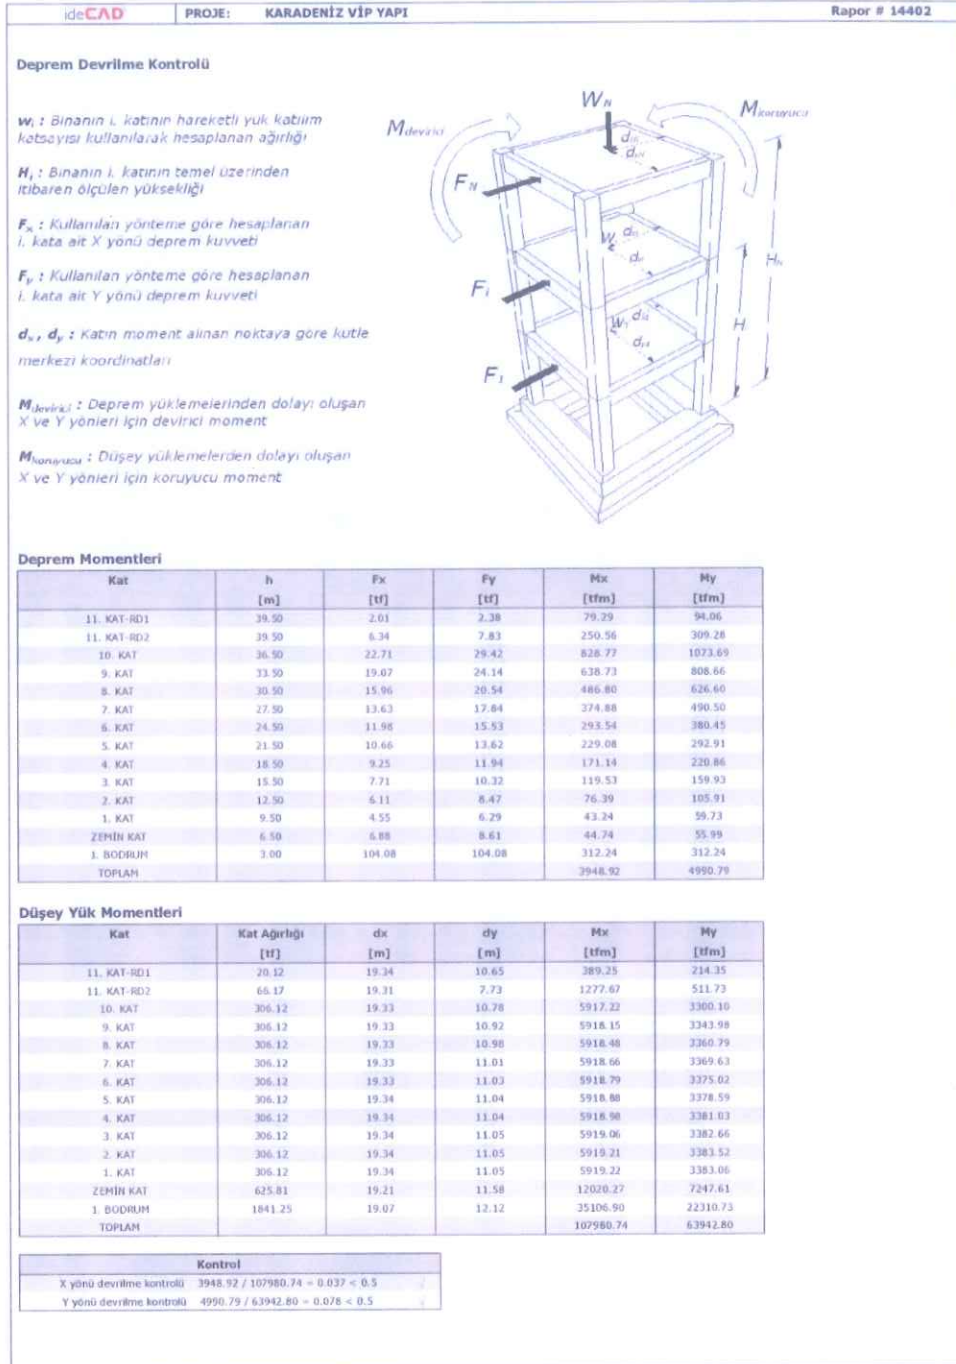 ideCAD PROJE: KARADENİZ VİP YAPI Rapor # 14402
Deprem Devrilme Kontrolü
Wi : Binanın i. katının hareketli yük katılım
katsayısı kullanılarak hesaplanan ağırlığı
Hi : Binanın i. katının temel üzerinden
itibaren ölçülen yüksekliği
Fx : Kullanılan yönteme göre hesaplanan
i. kata ait X yönü deprem kuvveti
Fy : Kullanılan yönteme göre hesaplanan
i. kata ait Y yönü deprem kuvveti
dx, dy : Katın moment alınan noktaya göre kütle
merkezi koordinatları
Mdevirici : Deprem yüklemelerinden dolayı oluşan
X ve Y yönleri için devirici moment
Mkoruyucu : Düşey yüklemelerden dolayı oluşan
X ve Y yönleri için koruyucu moment
WN
Mdevirici
Mkoruyucu
FN
Fi
HN
H
F1
Deprem Momentleri
Kat h Fx Fy Mx My
[m] [tf] [tf] [tfm] [tfm]
11. KAT-RD1 39.50 2.01 2.38 79.29 94.06
11. KAT-RD2 39.50 6.34 7.83 250.56 309.28
10. KAT 36.50 22.71 29.42 828.77 1073.69
9. KAT 33.50 19.07 24.14 638.73 808.66
8. KAT 30.50 15.96 20.54 486.80 626.60
7. KAT 27.50 13.63 17.84 374.88 490.50
6. KAT 24.50 11.98 15.53 293.54 380.45
5. KAT 21.50 10.66 13.62 229.08 292.91
4. KAT 18.50 9.25 11.94 171.14 220.86
3. KAT 15.50 7.71 10.32 119.53 159.93
2. KAT 12.50 6.11 8.47 76.39 105.91
1. KAT 9.50 4.55 6.29 43.24 59.73
ZEMİN KAT 6.50 6.88 8.61 44.74 55.99
1. BODRUM 3.00 104.08 104.08 312.24 312.24
TOPLAM 3948.92 4990.79
Düşey Yük Momentleri
Kat Kat Ağırlığı dx dy Mx My
[tf] [m] [m] [tfm] [tfm]
11. KAT-RD1 20.12 19.34 10.65 389.25 214.35
11. KAT-RD2 66.17 19.31 7.73 1277.67 511.73
10. KAT 306.12 19.33 10.78 5917.22 3300.10
9. KAT 306.12 19.33 10.92 5918.15 3343.98
8. KAT 306.12 19.33 10.98 5918.48 3360.79
7. KAT 306.12 19.33 11.01 5918.66 3369.63
6. KAT 306.12 19.33 11.03 5918.79 3375.02
5. KAT 306.12 19.34 11.04 5918.88 3378.59
4. KAT 306.12 19.34 11.04 5918.98 3381.03
3. KAT 306.12 19.34 11.05 5919.06 3382.66
2. KAT 306.12 19.34 11.05 5919.21 3383.52
1. KAT 306.12 19.34 11.05 5919.22 3383.06
ZEMİN KAT 625.81 19.21 11.58 12020.27 7247.61
1. BODRUM 1841.25 19.07 12.12 35106.90 22310.73
TOPLAM 107980.74 63942.80
Kontrol
X yönü devrilme kontrolü 3948.92 / 107980.74 = 0.037 < 0.5 √
Y yönü devrilme kontrolü 4990.79 / 63942.80 = 0.078 < 0.5 √